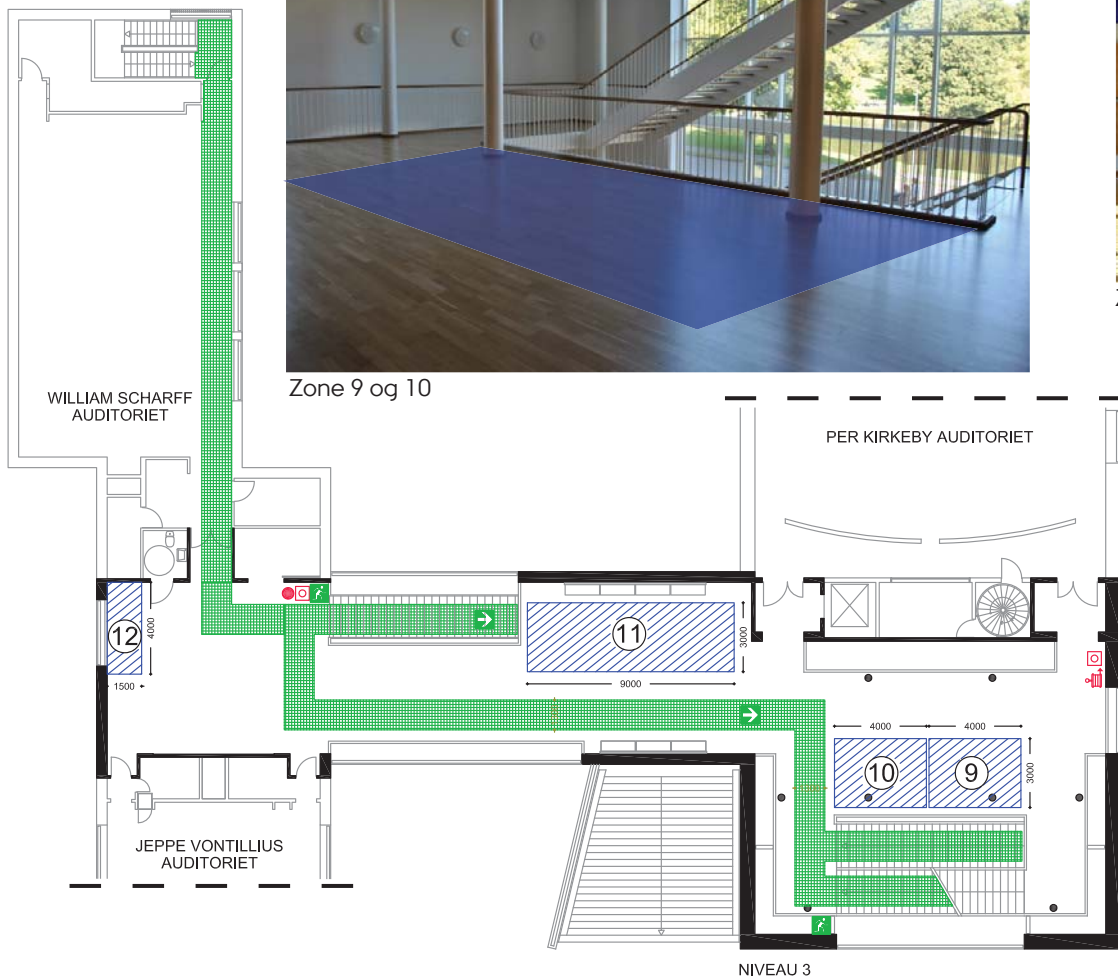 Zone 9 og 10
WILLIAM SCHARFF
AUDITORIET
PER KIRKEBY AUDITORIET
12
4000
1500
11
3000
9000
4000
4000
10
9
3000
JEPPE VONTILLIUS
AUDITORIET
NIVEAU 3